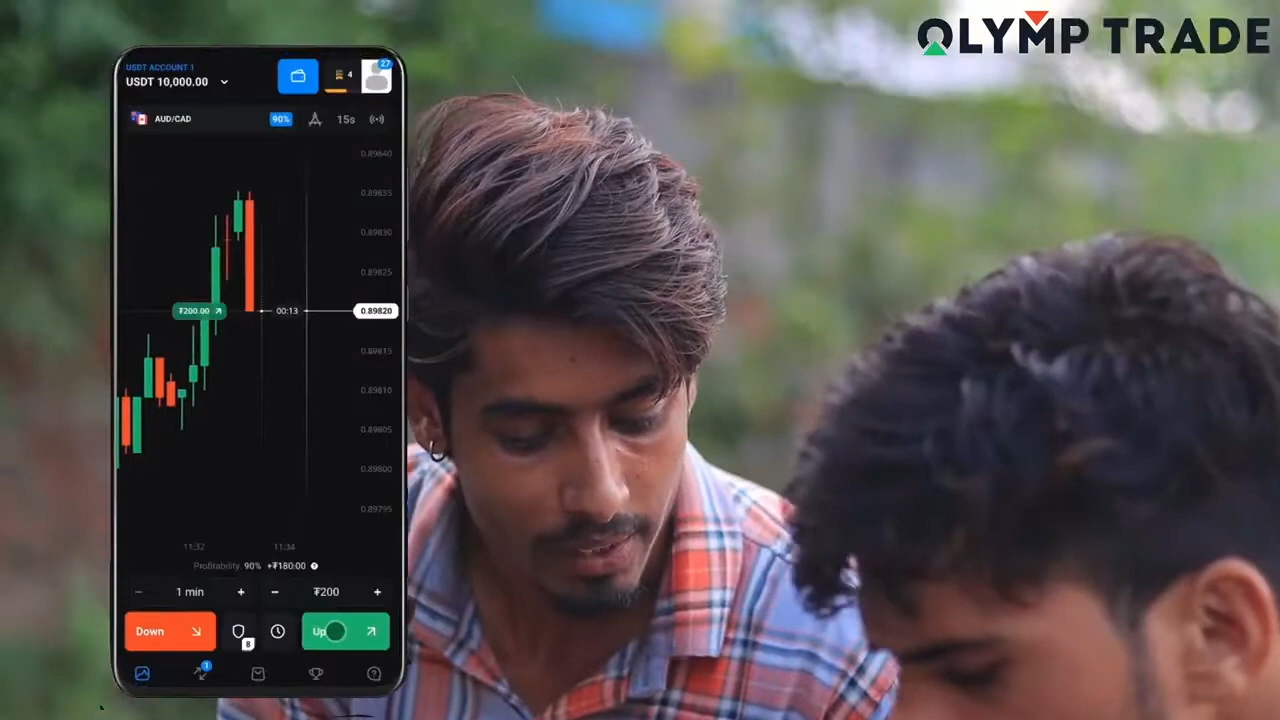 OLYMP TRADE
USDT ACCOUNT 1
USDT 10,000.00
4
27
AUD/CAD
90%
15s
0.89840
0.89835
0.89830
0.89825
₮200.00
00:13
0.89820
0.89815
0.89810
0.89805
0.89800
0.89795
11:32
11:34
Profitability: 90% +₮180.00 ?
− 1 min + − ₮200 +
Down
8
Up
1
?